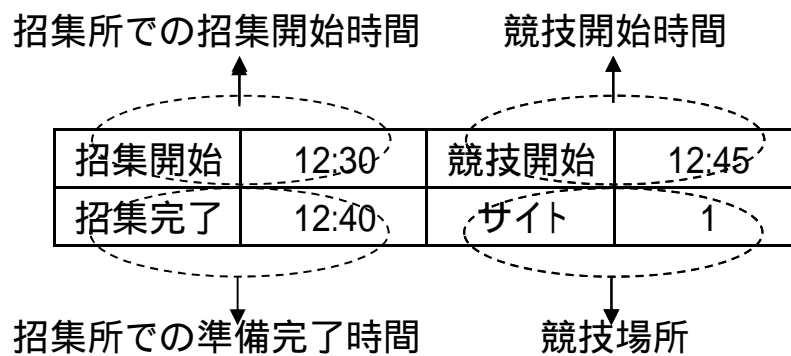 招集所での招集開始時間 競技開始時間
招集開始 12:30 競技開始 12:45
招集完了 12:40 サイト 1
招集所での準備完了時間 競技場所